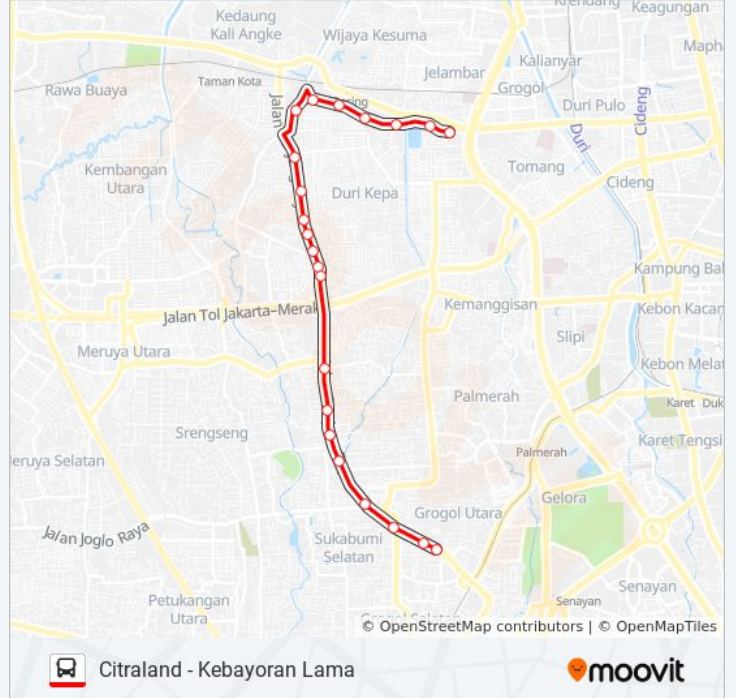 Krendang
Keagungan
Kedaung
Kali Angke
Wijaya Kesuma
Maph
Kalianyar
Jelambar
Taman Kota
Grogol
Rawa Buaya
Duri Pulo
Cideng
Jalan
Duri
Kembangan
Utara
Tomang
Duri Kepa
Cideng
Kampung Bal
Jalan Tol Jakarta–Merak
Kemanggisan
Kebon Kacan
Slipi
Meruya Utara
Kebon Melat
Palmerah
Karet Duk
Srengseng
Karet Tengsi
Palmerah
eruya Selatan
Gelora
Grogol Utara
Jalan Joglo Raya
Sukabumi
Selatan
Senayan
Petukangan
Utara
Senayan
Grogol Selatan
© OpenStreetMap contributors | © OpenMapTiles
Citraland - Kebayoran Lama
moovit